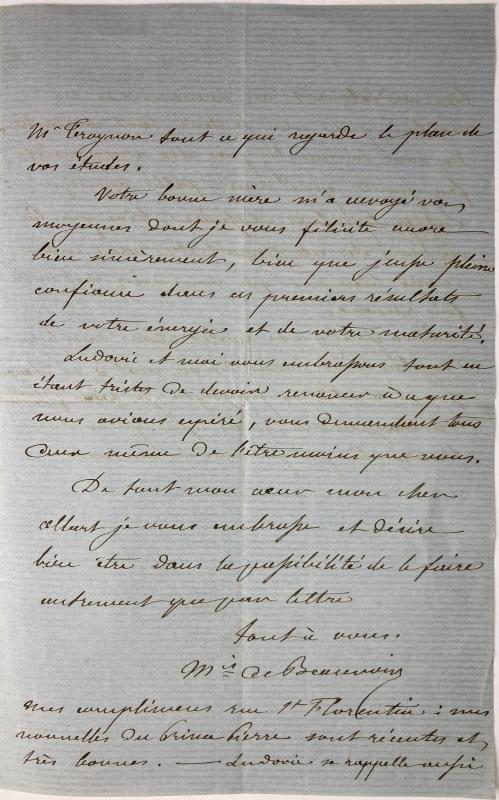 Mr Feroynon tout ce qui regarde le plan de
vos études.
Votre bonne mère m'a envoyé vos
moyennes dont je vous félicite encore
bien sincèrement, bien que j'eusse pleine
confiance dans ces premiers résultats
de votre énergie et de votre maturité.
Ludovic et moi vous embrassons tout en
étant tristes de devoir renoncer à ce que
nous avions espéré, vous demandant tous
deux même de l'être moins que nous.
De tout mon cœur mon cher
Albert je vous embrasse et désire
bien être dans la possibilité de le faire
autrement que par lettre
tout à vous.
Mis de Beauvoir
mes compliments rue St Florentin : mes
nouvelles du Prince Pierre sont récentes et
très bonnes. — Ludovic se rappelle aussi